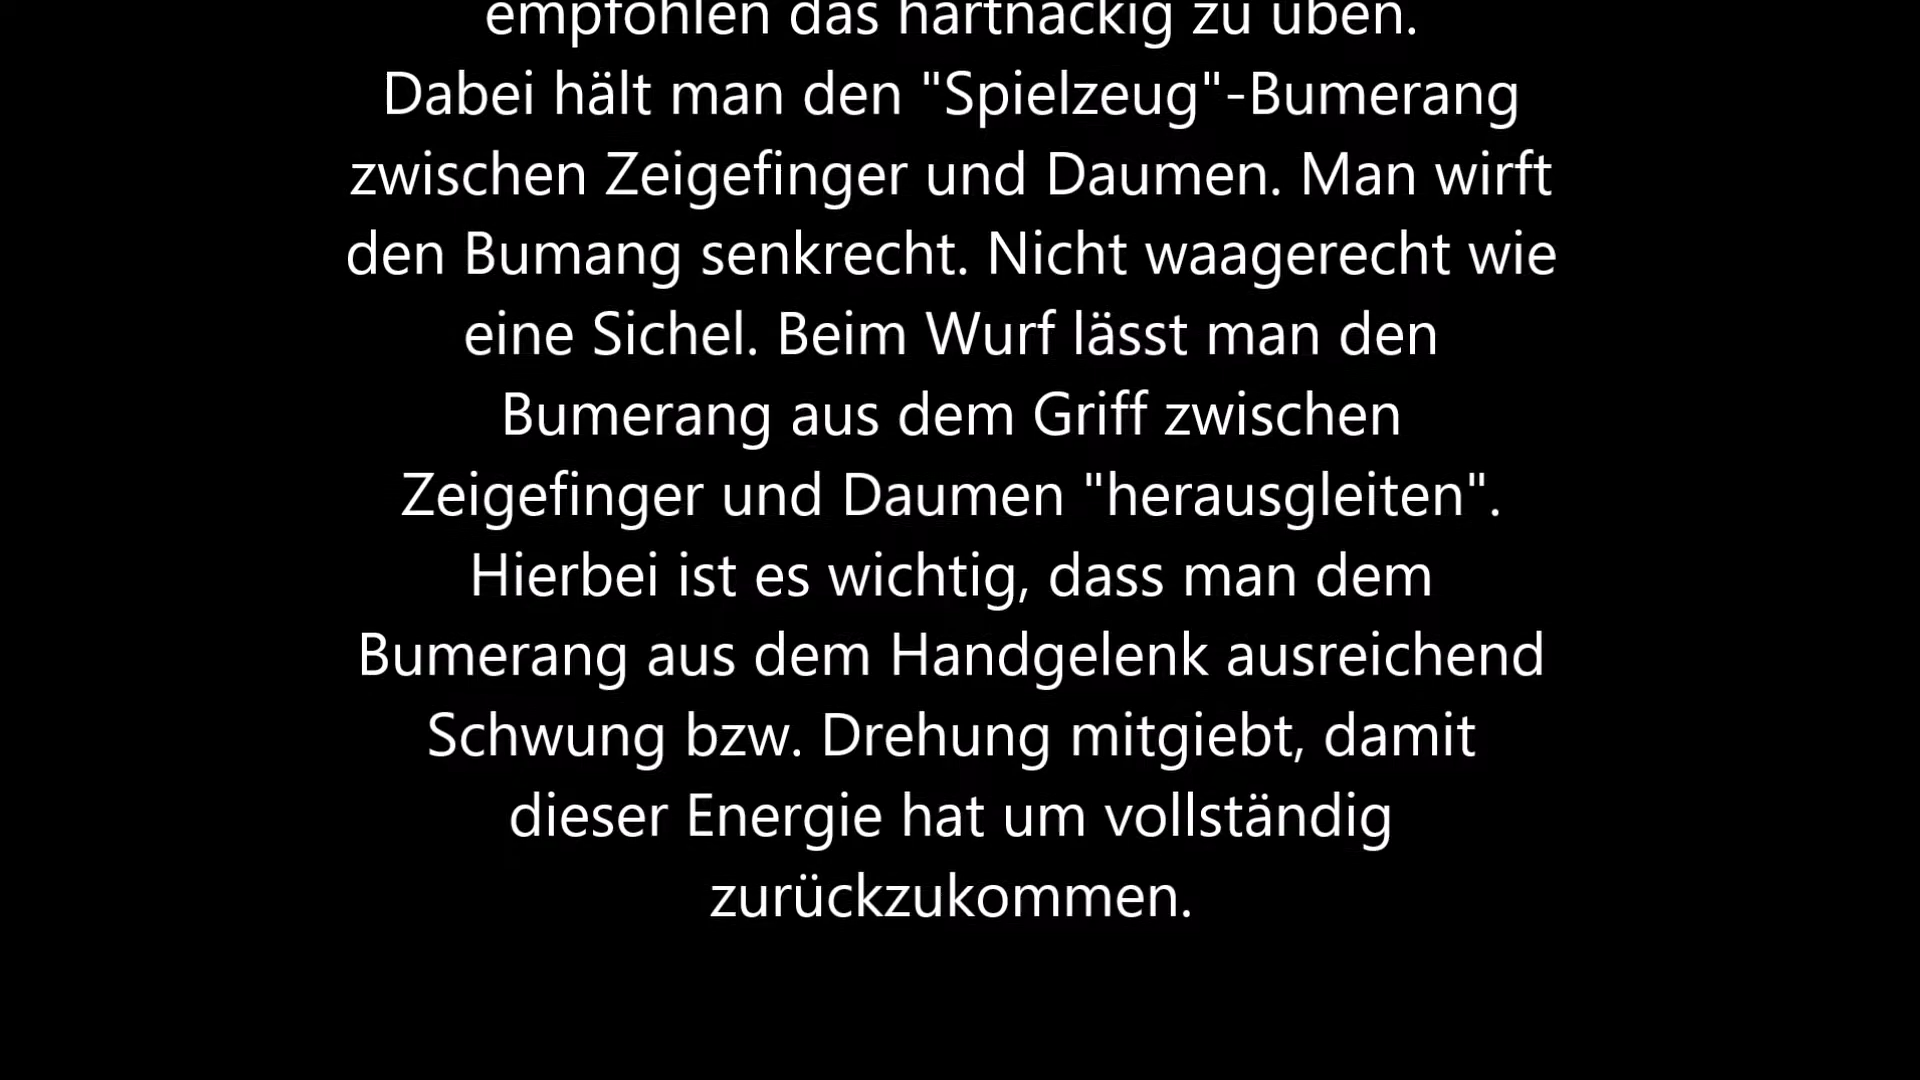 empfohlen das hartnäckig zu üben.
Dabei hält man den "Spielzeug"-Bumerang
zwischen Zeigefinger und Daumen. Man wirft
den Bumang senkrecht. Nicht waagerecht wie
eine Sichel. Beim Wurf lässt man den
Bumerang aus dem Griff zwischen
Zeigefinger und Daumen "herausgleiten".
Hierbei ist es wichtig, dass man dem
Bumerang aus dem Handgelenk ausreichend
Schwung bzw. Drehung mitgiebt, damit
dieser Energie hat um vollständig
zurückzukommen.